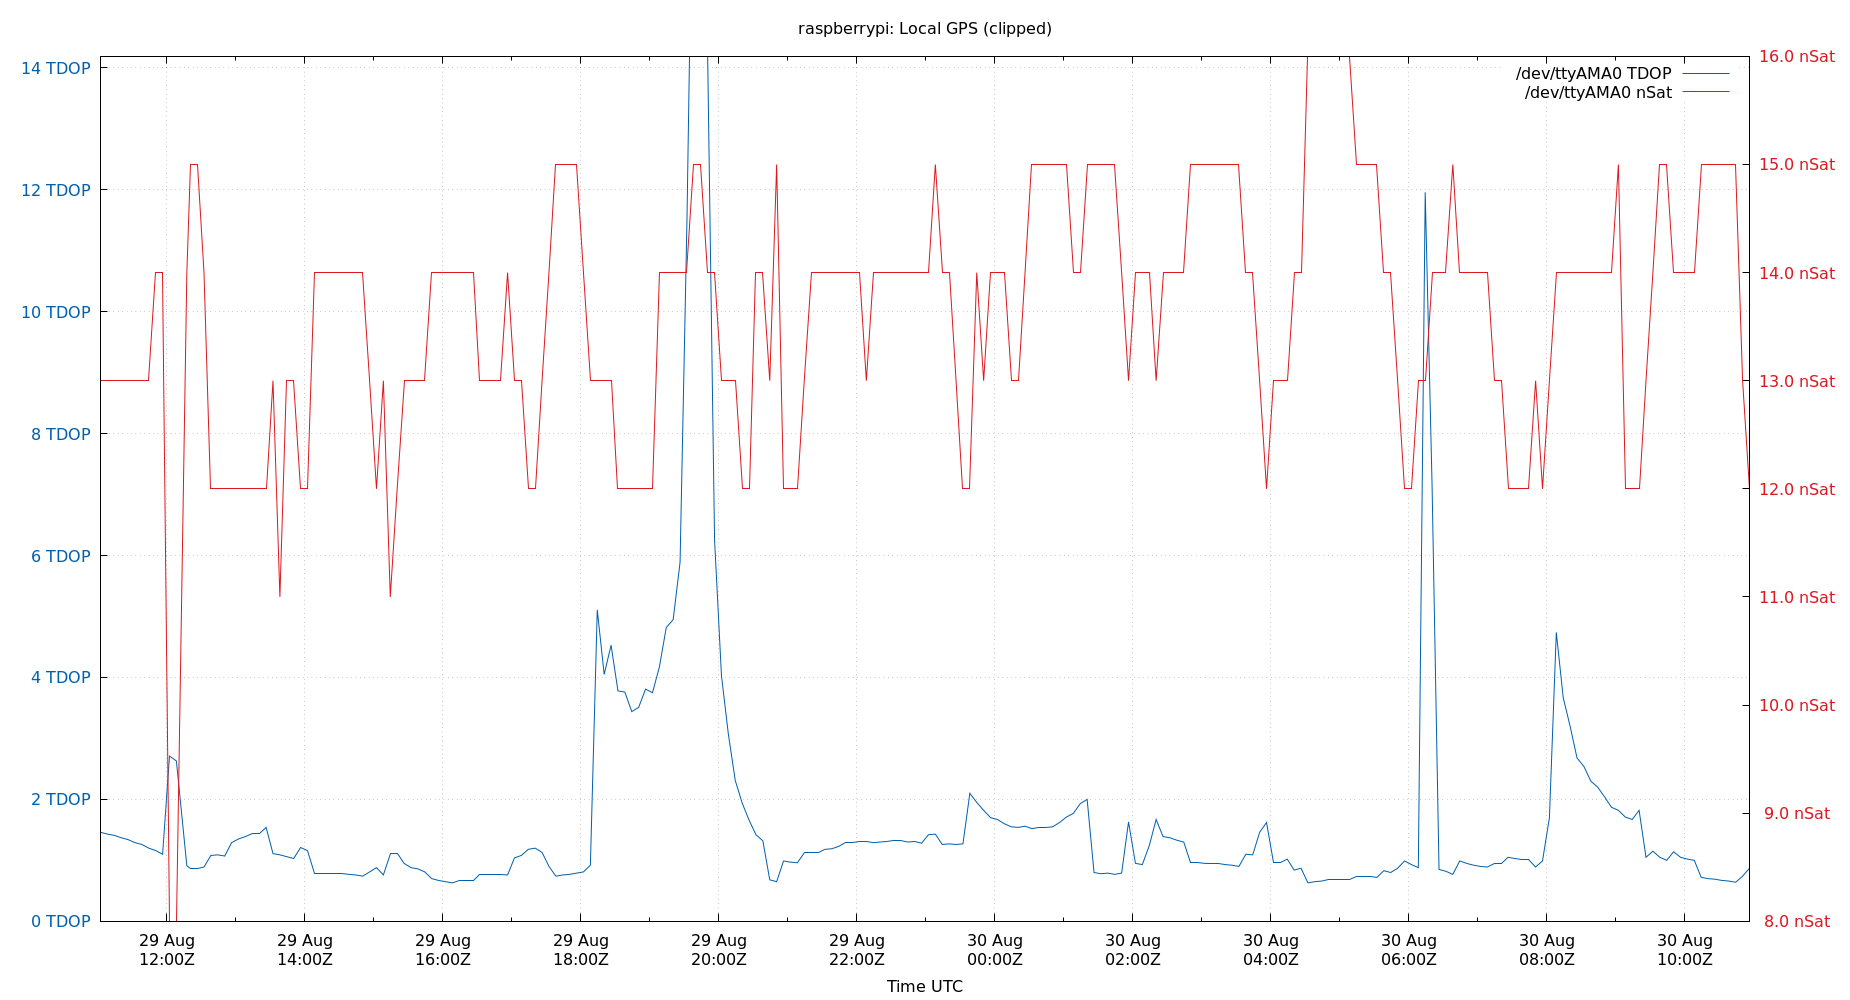 raspberrypi: Local GPS (clipped)
14 TDOP
12 TDOP
10 TDOP
8 TDOP
6 TDOP
4 TDOP
2 TDOP
0 TDOP
/dev/ttyAMA0 TDOP
/dev/ttyAMA0 nSat
16.0 nSat
15.0 nSat
14.0 nSat
13.0 nSat
12.0 nSat
11.0 nSat
10.0 nSat
9.0 nSat
8.0 nSat
29 Aug 29 Aug 29 Aug 29 Aug 29 Aug 29 Aug 30 Aug 30 Aug 30 Aug 30 Aug 30 Aug 30 Aug
12:00Z 14:00Z 16:00Z 18:00Z 20:00Z 22:00Z 00:00Z 02:00Z 04:00Z 06:00Z 08:00Z 10:00Z
Time UTC